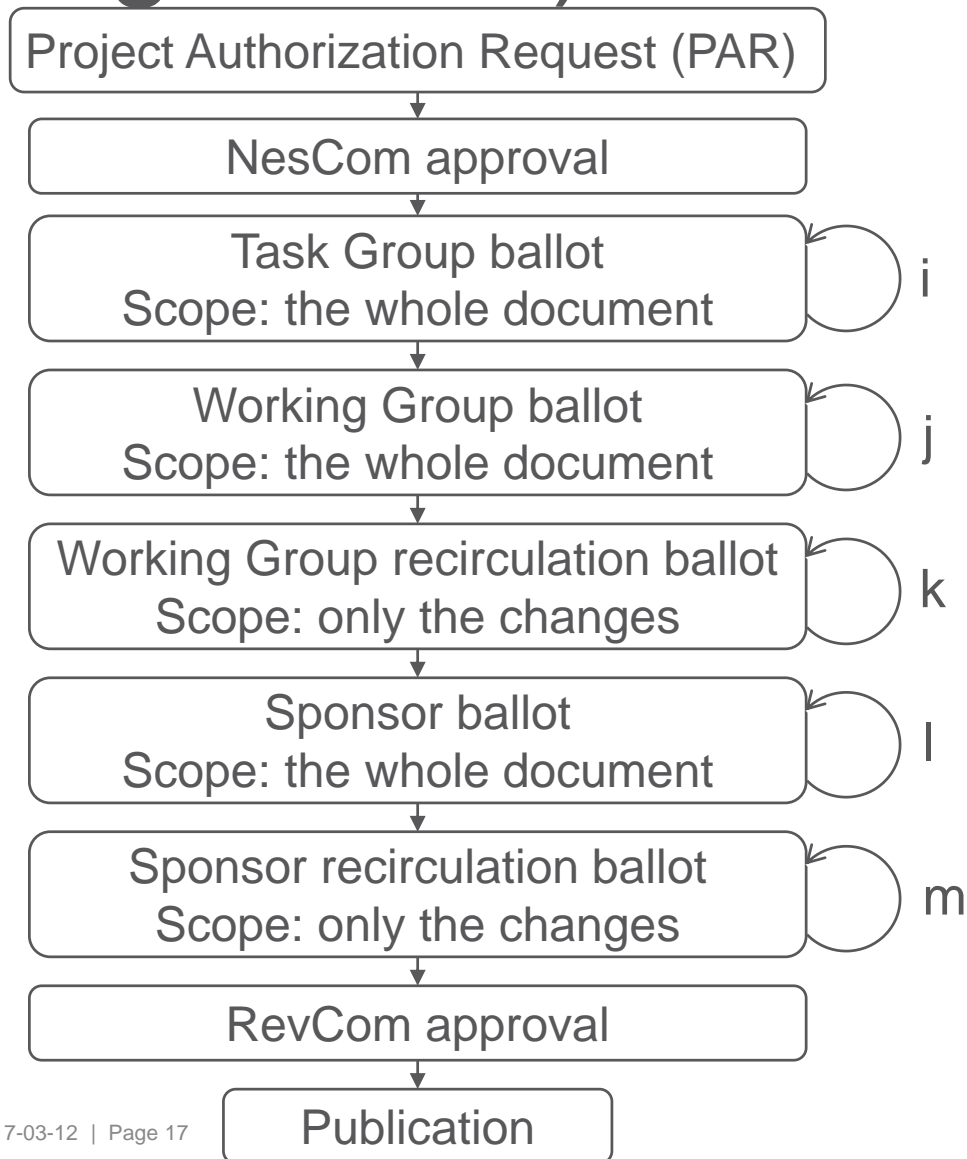 Project Authorization Request (PAR)
NesCom approval
Task Group ballot
Scope: the whole document
i
Working Group ballot
Scope: the whole document
j
Working Group recirculation ballot
Scope: only the changes
k
Sponsor ballot
Scope: the whole document
l
Sponsor recirculation ballot
Scope: only the changes
m
RevCom approval
Publication
7-03-12 | Page 17